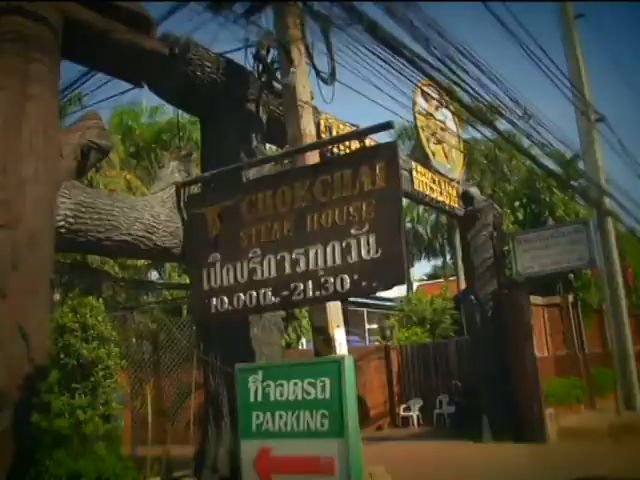 CHOKCHAI
STEAK HOUSE
เปิดบริการทุกวัน
10.00น.-21.30
ที่จอดรถ
PARKING